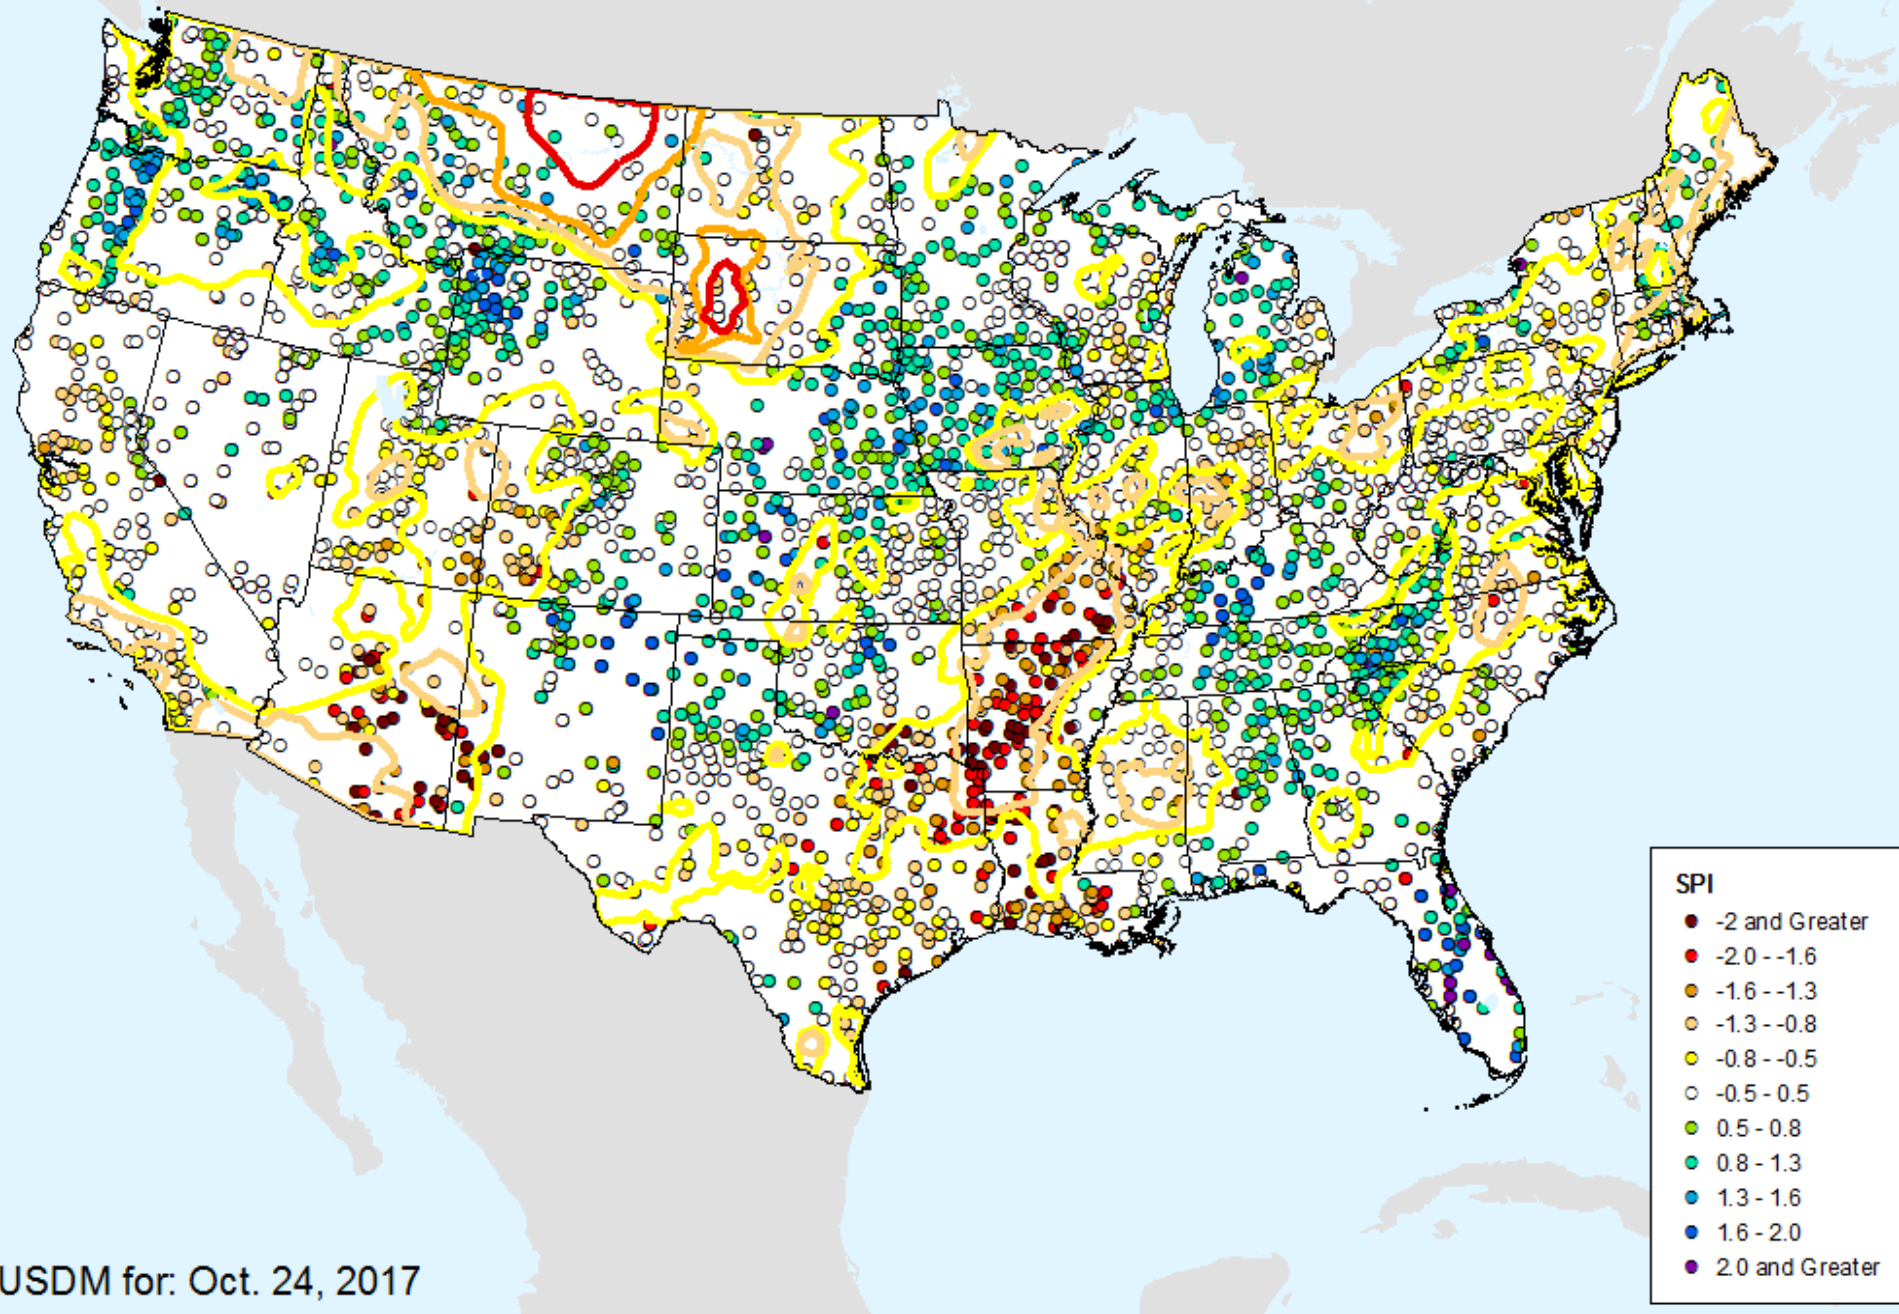 SPI
-2 and Greater
-2.0 - -1.6
-1.6 - -1.3
-1.3 - -0.8
-0.8 - -0.5
-0.5 - 0.5
0.5 - 0.8
0.8 - 1.3
1.3 - 1.6
1.6 - 2.0
2.0 and Greater
USDM for: Oct. 24, 2017